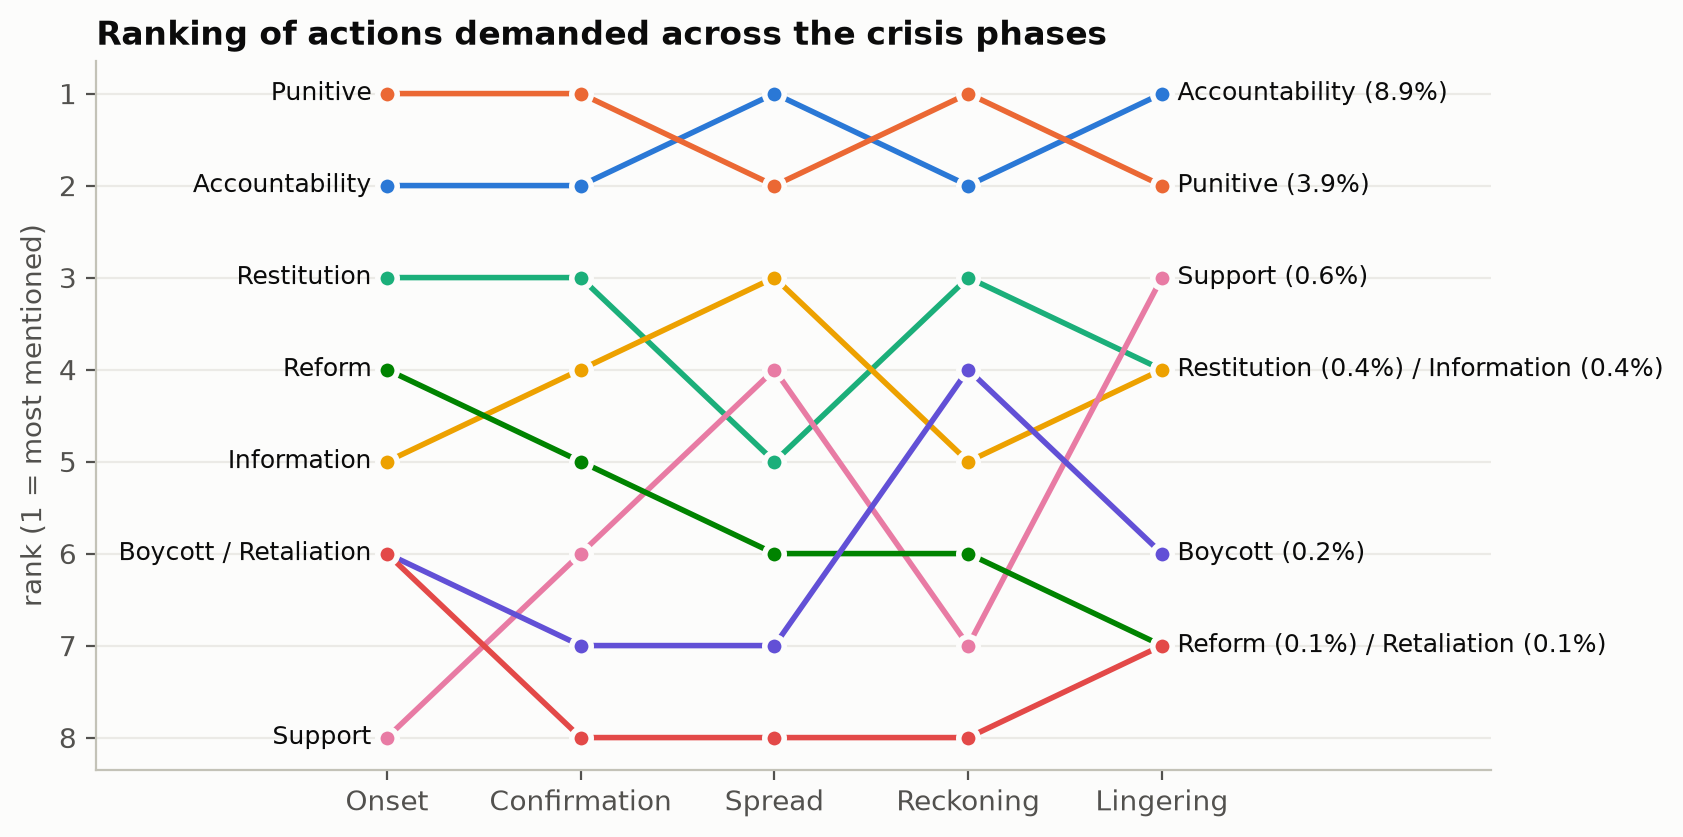 Ranking of actions demanded across the crisis phases
rank (1 = most mentioned)
1
2
3
4
5
6
7
8
Punitive
Accountability
Restitution
Reform
Information
Boycott / Retaliation
Support
Accountability (8.9%)
Punitive (3.9%)
Support (0.6%)
Restitution (0.4%) / Information (0.4%)
Boycott (0.2%)
Reform (0.1%) / Retaliation (0.1%)
Onset
Confirmation
Spread
Reckoning
Lingering